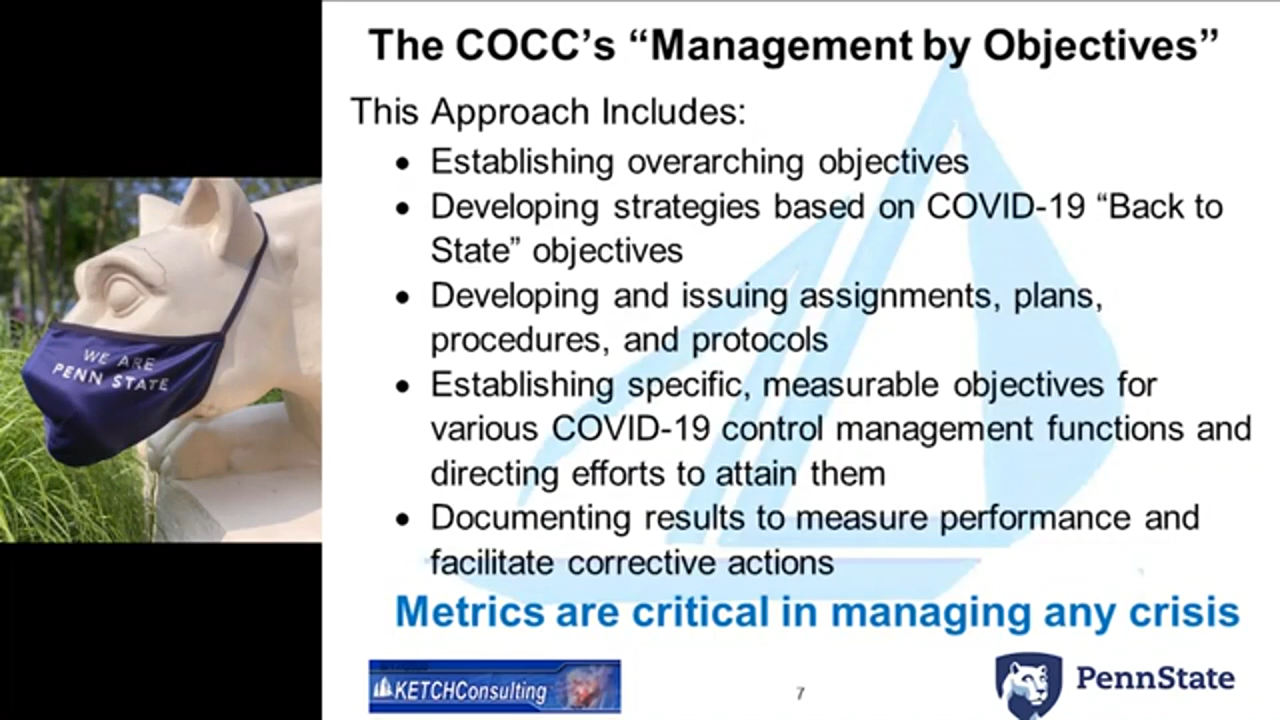 The COCC’s “Management by Objectives”
This Approach Includes:
• Establishing overarching objectives
• Developing strategies based on COVID-19 “Back to
State” objectives
• Developing and issuing assignments, plans,
procedures, and protocols
• Establishing specific, measurable objectives for
various COVID-19 control management functions and
directing efforts to attain them
• Documenting results to measure performance and
facilitate corrective actions
Metrics are critical in managing any crisis
WE ARE
PENN STATE
KETCHConsulting
7
PennState